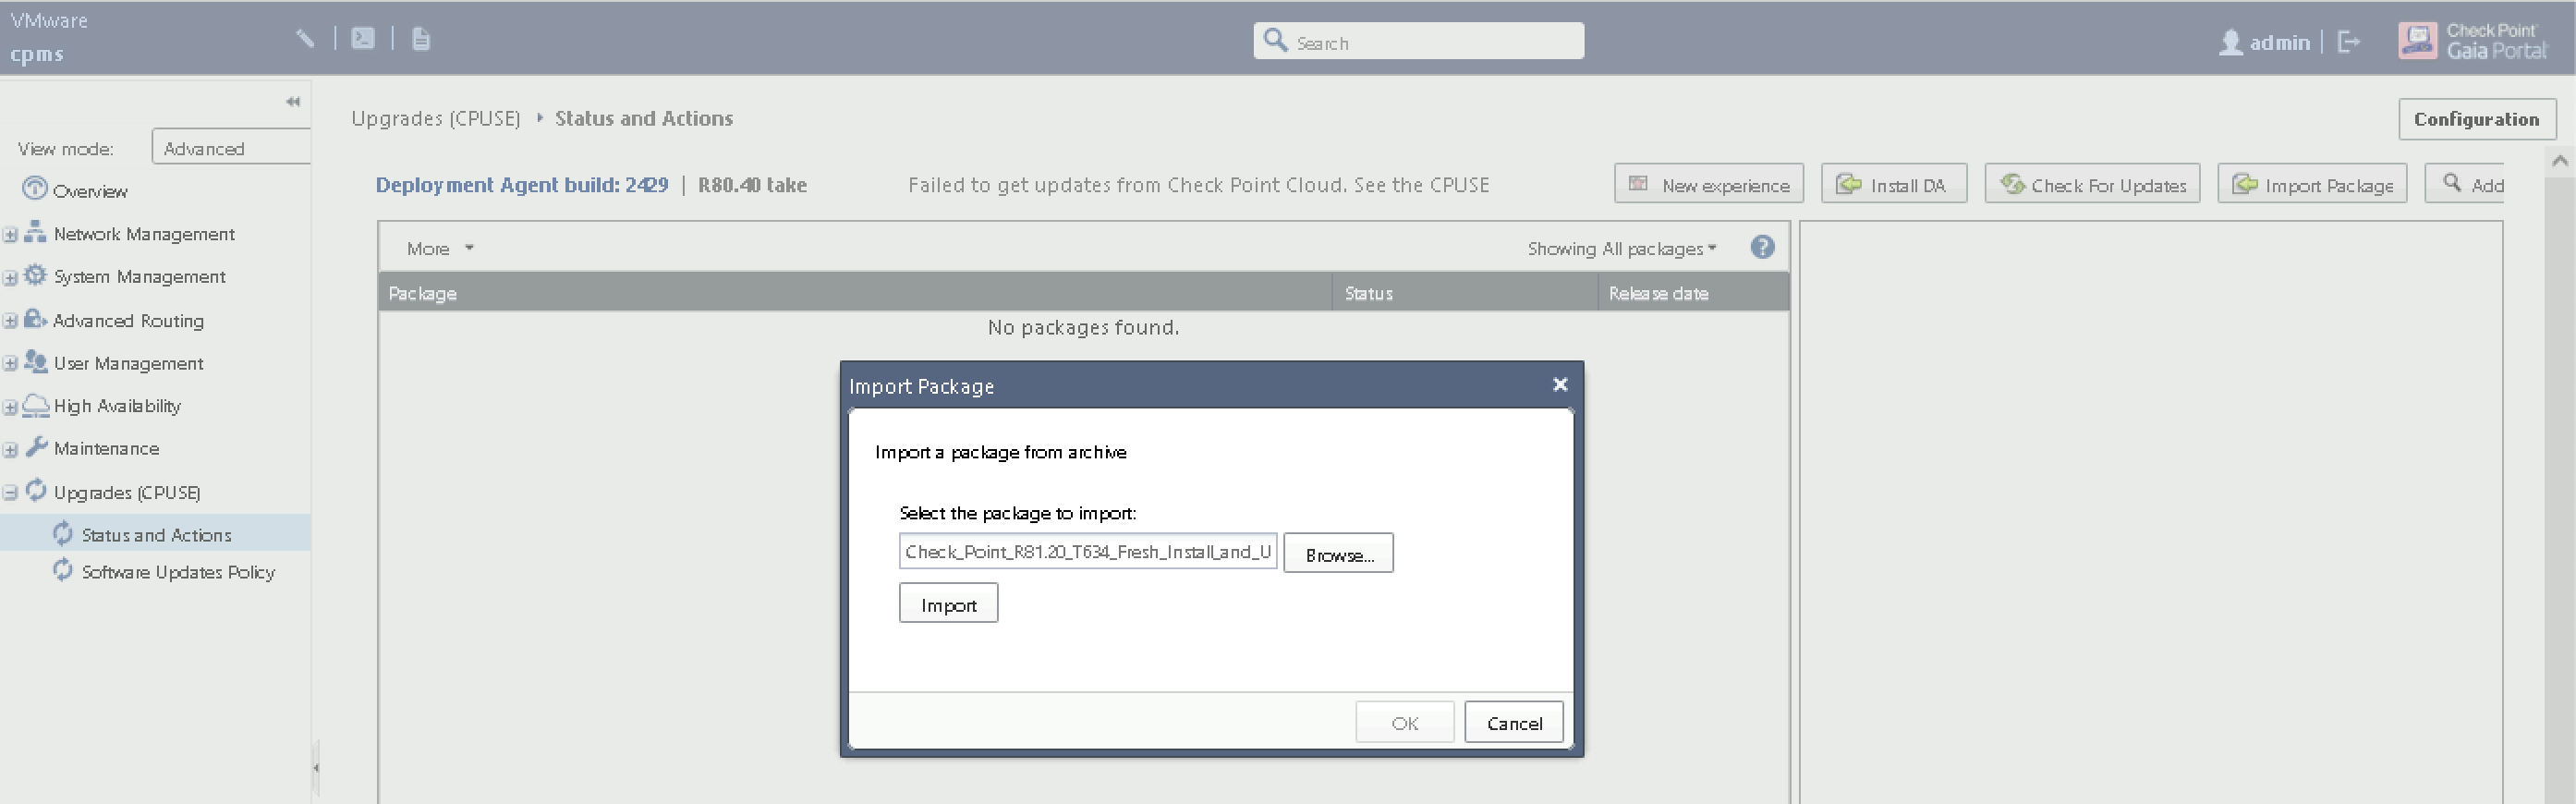 VMware
cpms
Search
admin
Check Point
Gaia Portal
View mode:
Advanced
Overview
Network Management
System Management
Advanced Routing
User Management
High Availability
Maintenance
Upgrades (CPUSE)
Status and Actions
Software Updates Policy
Upgrades (CPUSE) Status and Actions
Configuration
Deployment Agent build: 2429 | R80.40 take
Failed to get updates from Check Point Cloud. See the CPUSE
New experience
Install DA
Check For Updates
Import Package
Add
More
Showing All packages
Package Status Release date
No packages found.
Import Package
Import a package from archive
Select the package to import:
Check_Point_R81.20_T634_Fresh_Install_and_U
Browse...
Import
OK
Cancel